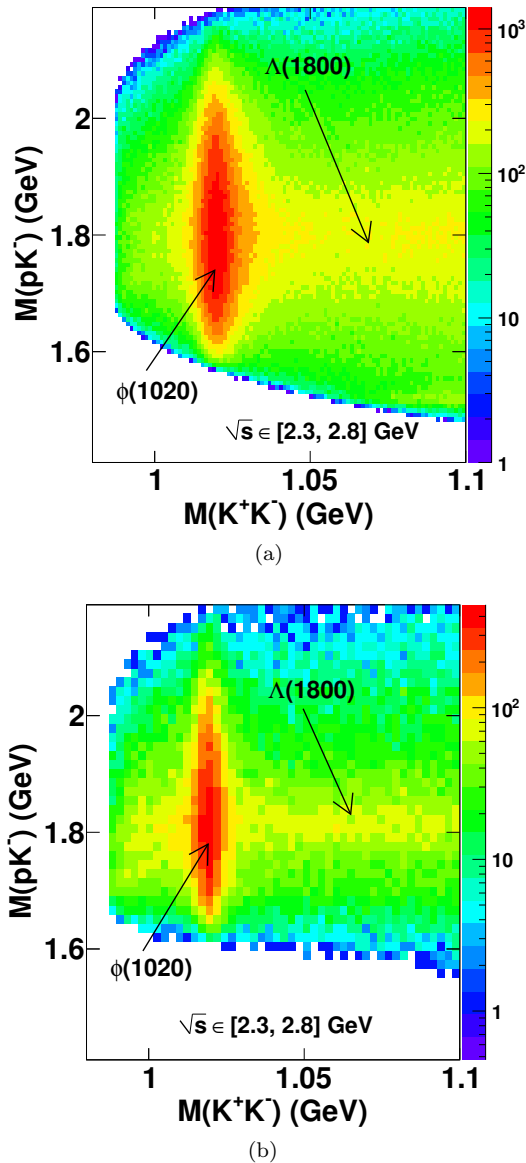 10³
Λ(1800)
2
M(pK⁻) (GeV)
10²
1.8
10
1.6
ϕ(1020)
√s ∈ [2.3, 2.8] GeV
1
1 1.05 1.1
M(K⁺K⁻) (GeV)
(a)
Λ(1800)
2
10²
M(pK⁻) (GeV)
1.8
10
1.6
ϕ(1020)
√s ∈ [2.3, 2.8] GeV
1
1 1.05 1.1
M(K⁺K⁻) (GeV)
(b)